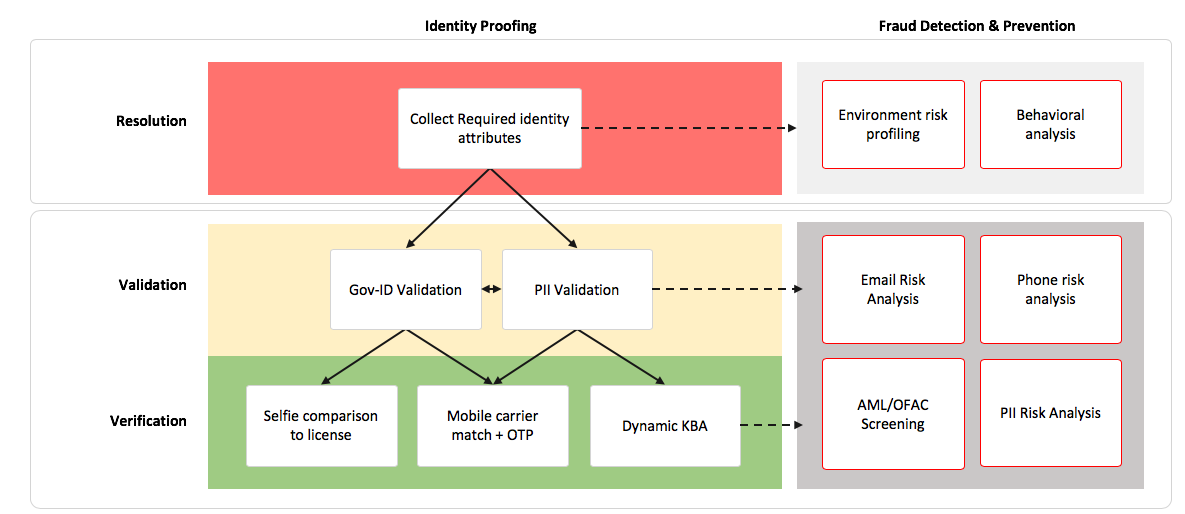 Identity Proofing
Fraud Detection & Prevention
Resolution
Collect Required identity
attributes
Environment risk
profiling
Behavioral
analysis
Validation
Gov-ID Validation
PII Validation
Email Risk
Analysis
Phone risk
analysis
Verification
Selfie comparison
to license
Mobile carrier
match + OTP
Dynamic KBA
AML/OFAC
Screening
PII Risk Analysis